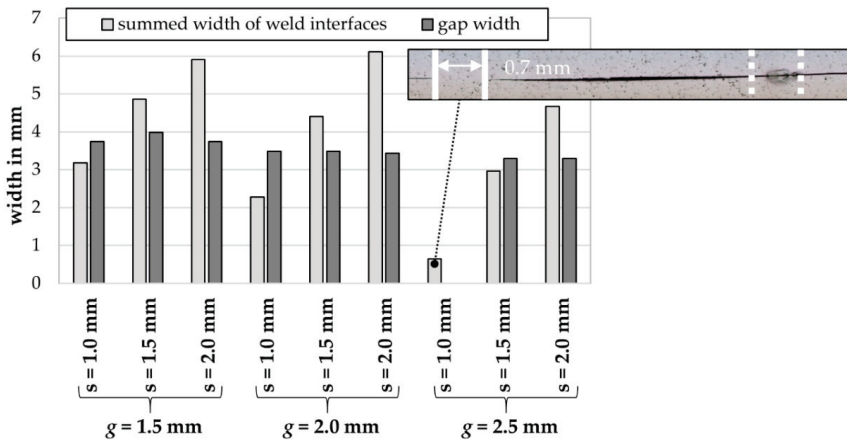 7
summed width of weld interfaces
gap width
6
0.7 mm
5
4
3
2
1
0
width in mm
s = 1.0 mm
s = 1.5 mm
s = 2.0 mm
s = 1.0 mm
s = 1.5 mm
s = 2.0 mm
s = 1.0 mm
s = 1.5 mm
s = 2.0 mm
g = 1.5 mm
g = 2.0 mm
g = 2.5 mm